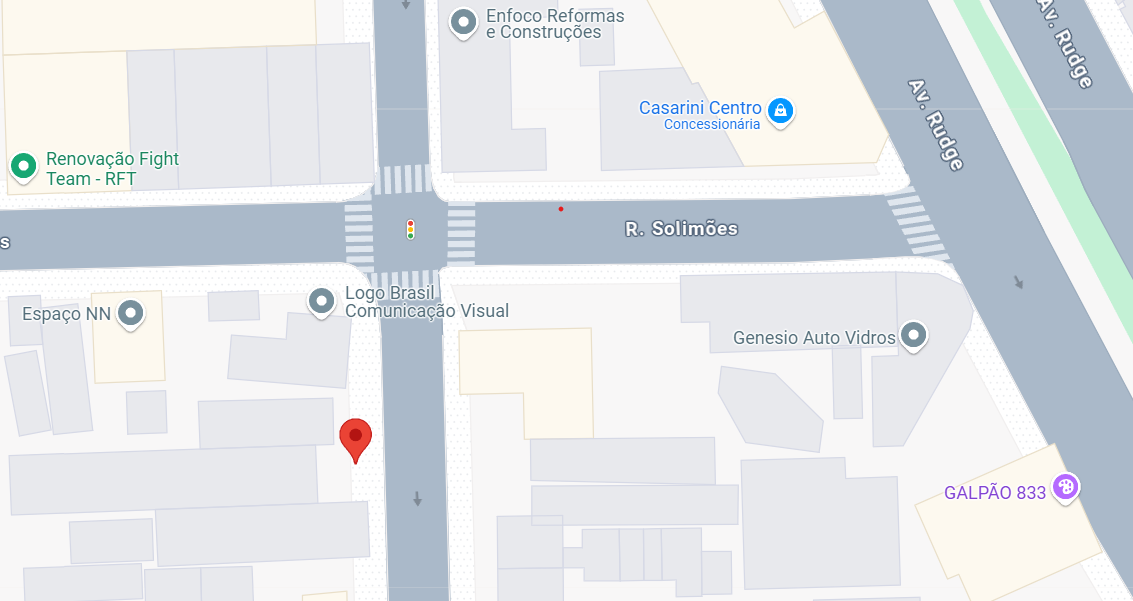 Enfoco Reformas
e Construções
Av. Rudge
Casarini Centro
Concessionária
Av. Rudge
Renovação Fight
Team - RFT
R. Solimões
s
Logo Brasil
Comunicação Visual
Espaço NN
Genesio Auto Vidros
GALPÃO 833